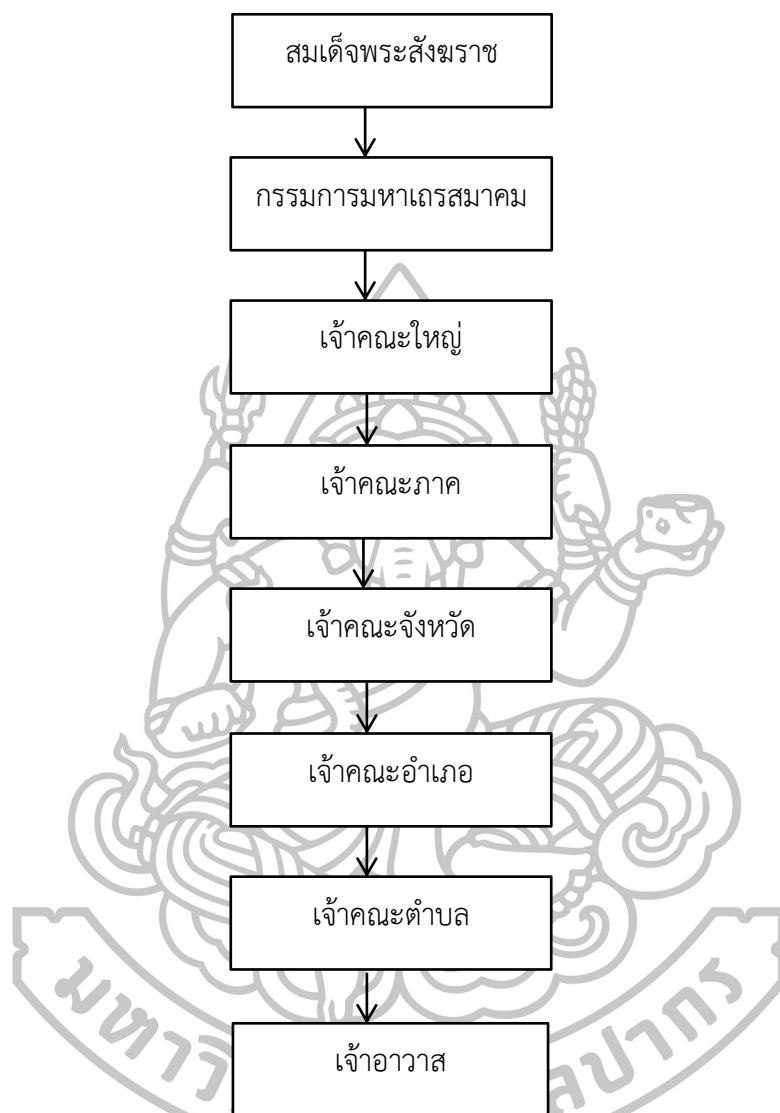 สมเด็จพระสังฆราช
กรรมการมหาเถรสมาคม
เจ้าคณะใหญ่
เจ้าคณะภาค
เจ้าคณะจังหวัด
เจ้าคณะอำเภอ
เจ้าคณะตำบล
เจ้าอาวาส